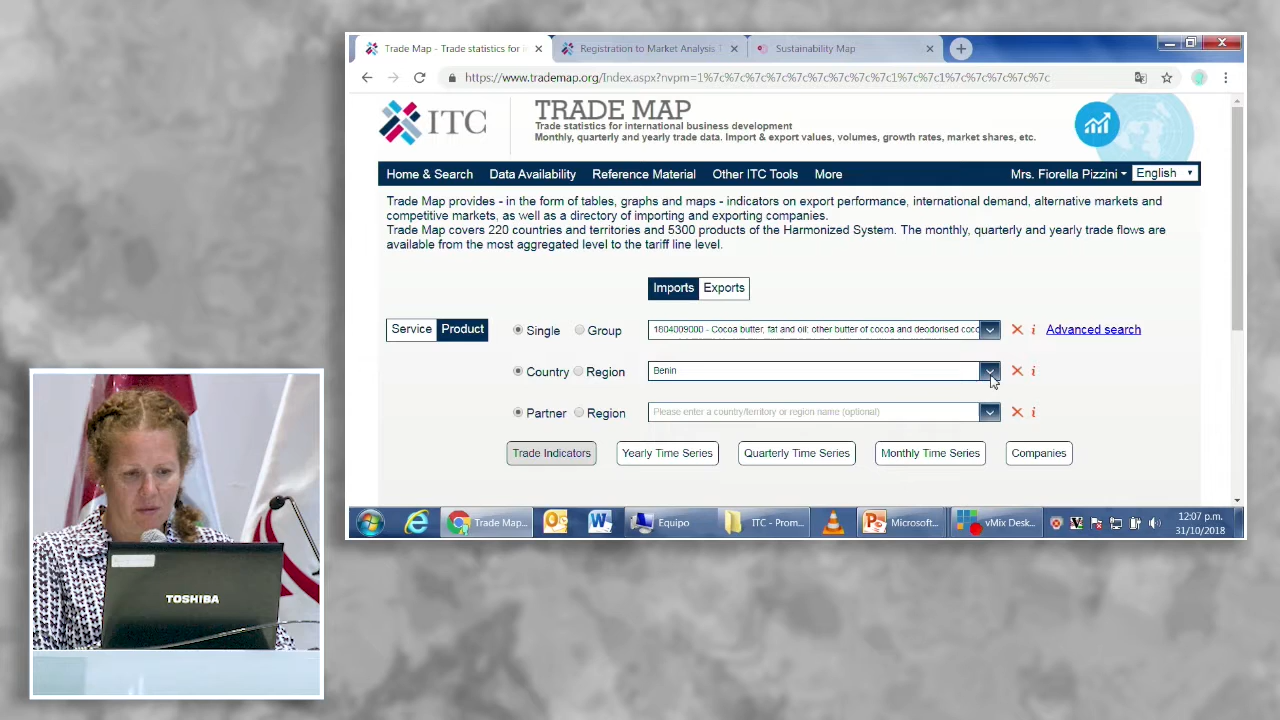 Trade Map - Trade statistics for i
Registration to Market Analysis T
Sustainability Map
https://www.trademap.org/Index.aspx?nvpm=1%7c%7c%7c%7c%7c%7c%7c%7c1%7c%7c1%7c%7c%7c%7c%7c
ITC
TRADE MAP
Trade statistics for international business development
Monthly, quarterly and yearly trade data. Import & export values, volumes, growth rates, market shares, etc.
Home & Search Data Availability Reference Material Other ITC Tools More Mrs. Fiorella Pizzini English
Trade Map provides - in the form of tables, graphs and maps - indicators on export performance, international demand, alternative markets and
competitive markets, as well as a directory of importing and exporting companies.
Trade Map covers 220 countries and territories and 5300 products of the Harmonized System. The monthly, quarterly and yearly trade flows are
available from the most aggregated level to the tariff line level.
Imports Exports
Service Product Single Group 1804009000 - Cocoa butter, fat and oil: other butter of cocoa and deodorised coco i Advanced search
Country Region Benin i
Partner Region Please enter a country/territory or region name (optional) i
Trade Indicators Yearly Time Series Quarterly Time Series Monthly Time Series Companies
Trade Map... Equipo ITC - Prom... Microsoft... vMix Desk...
12:07 p.m.
31/10/2018
TOSHIBA